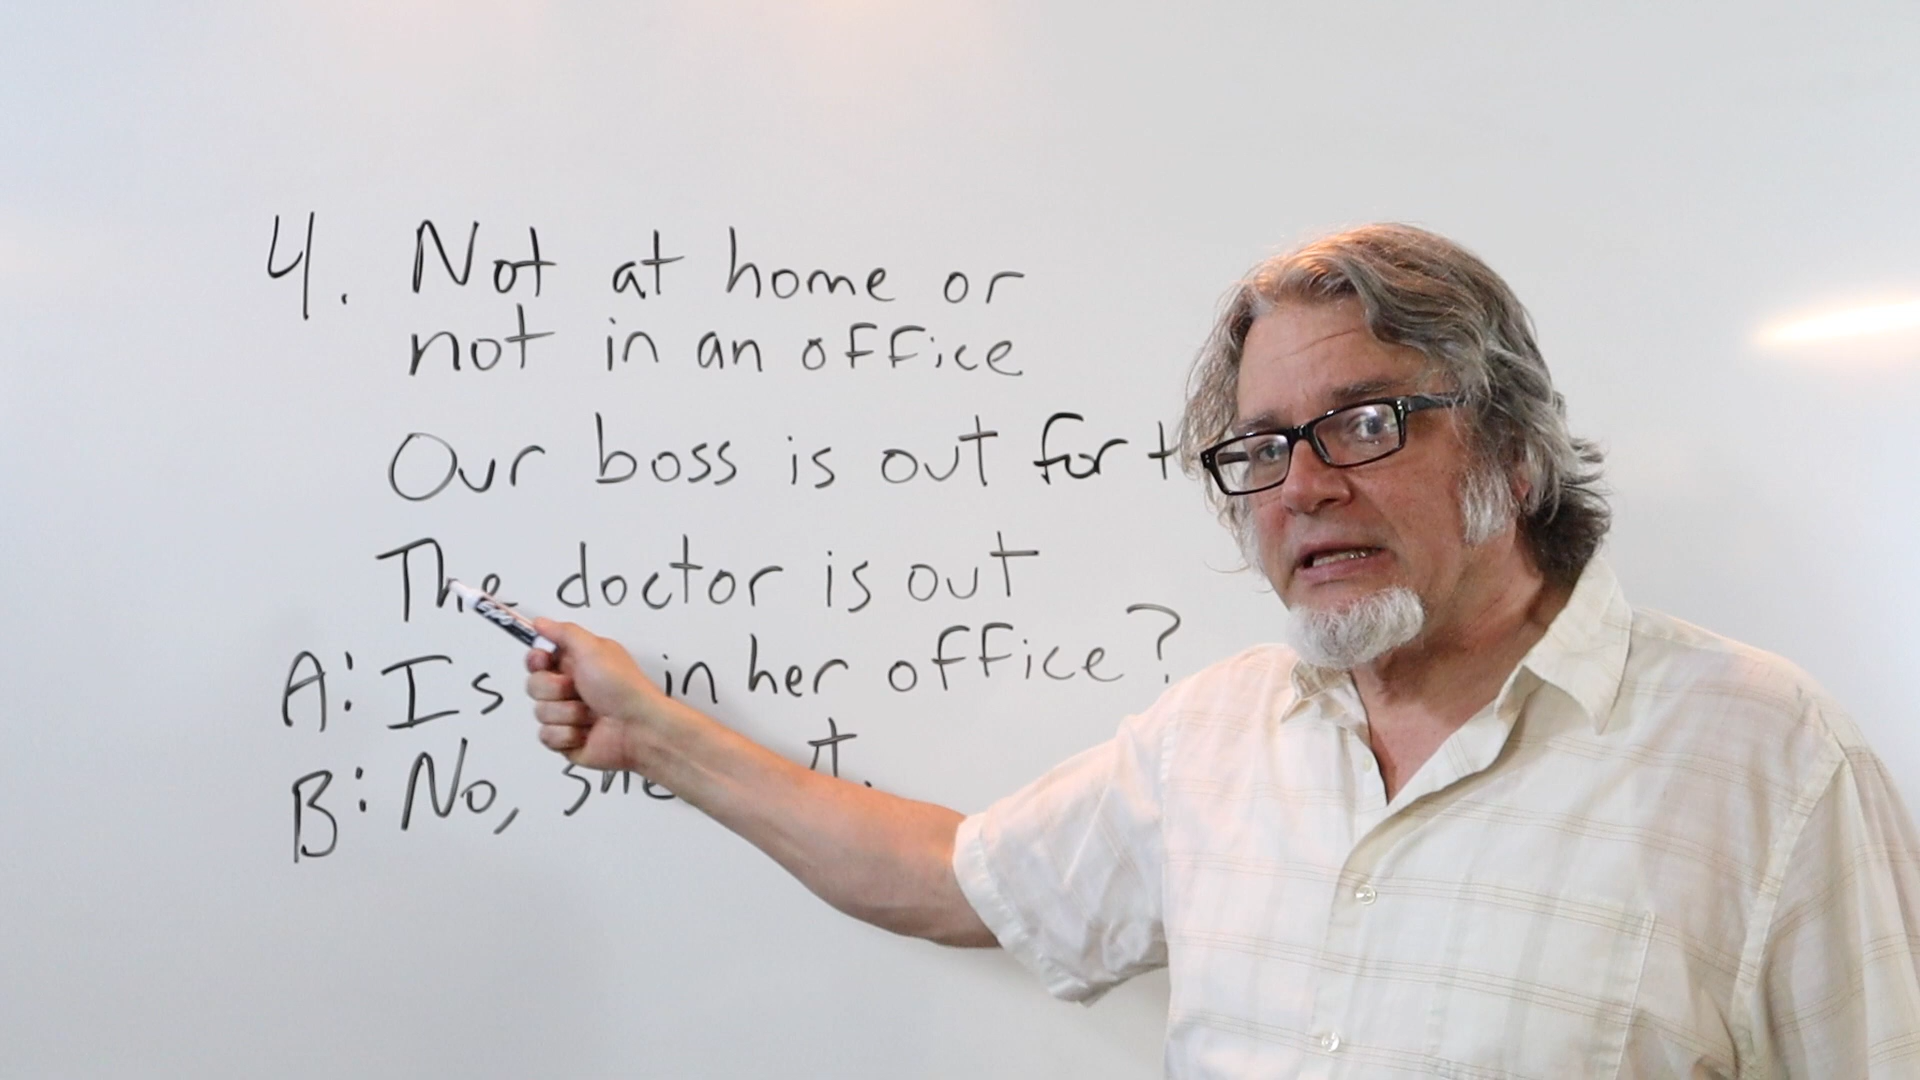 4. Not at home or
not in an office
Our boss is out for
The doctor is out
A: Is in her office?
B: No, she